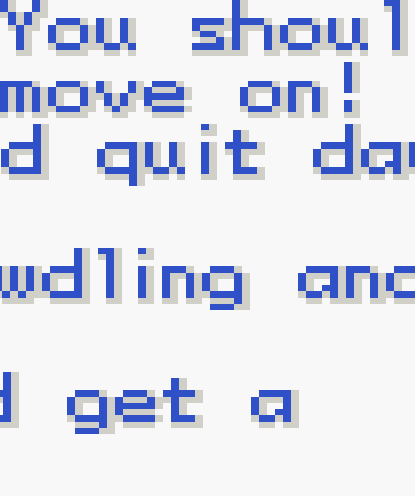 You shoul
move on!
d quit da
wdling and
d get a